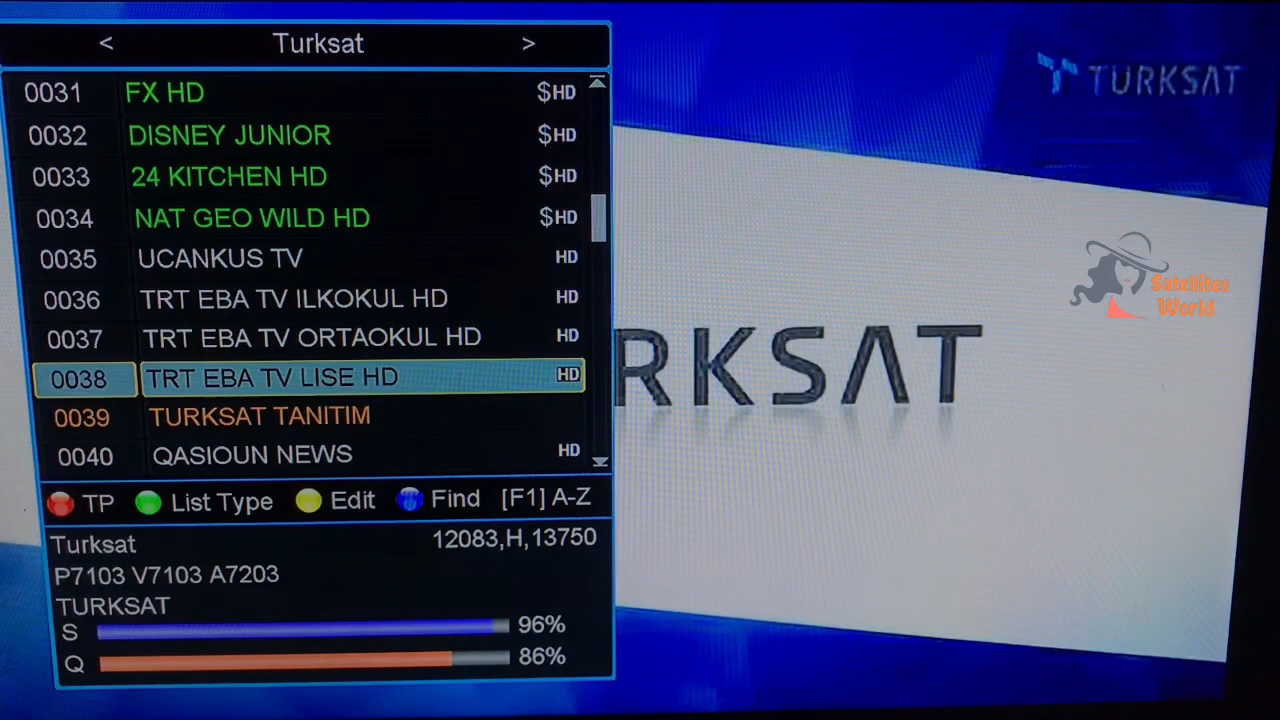 < Turksat >
TURKSAT
0031 FX HD $HD
0032 DISNEY JUNIOR $HD
0033 24 KITCHEN HD $HD
0034 NAT GEO WILD HD $HD
0035 UCANKUS TV HD
0036 TRT EBA TV ILKOKUL HD HD
0037 TRT EBA TV ORTAOKUL HD HD
0038 TRT EBA TV LISE HD HD
0039 TURKSAT TANITIM
0040 QASIOUN NEWS HD
Satellites
World
RKSAT
TP List Type Edit Find [F1] A-Z
Turksat 12083,H,13750
P7103 V7103 A7203
TURKSAT
S 96%
Q 86%